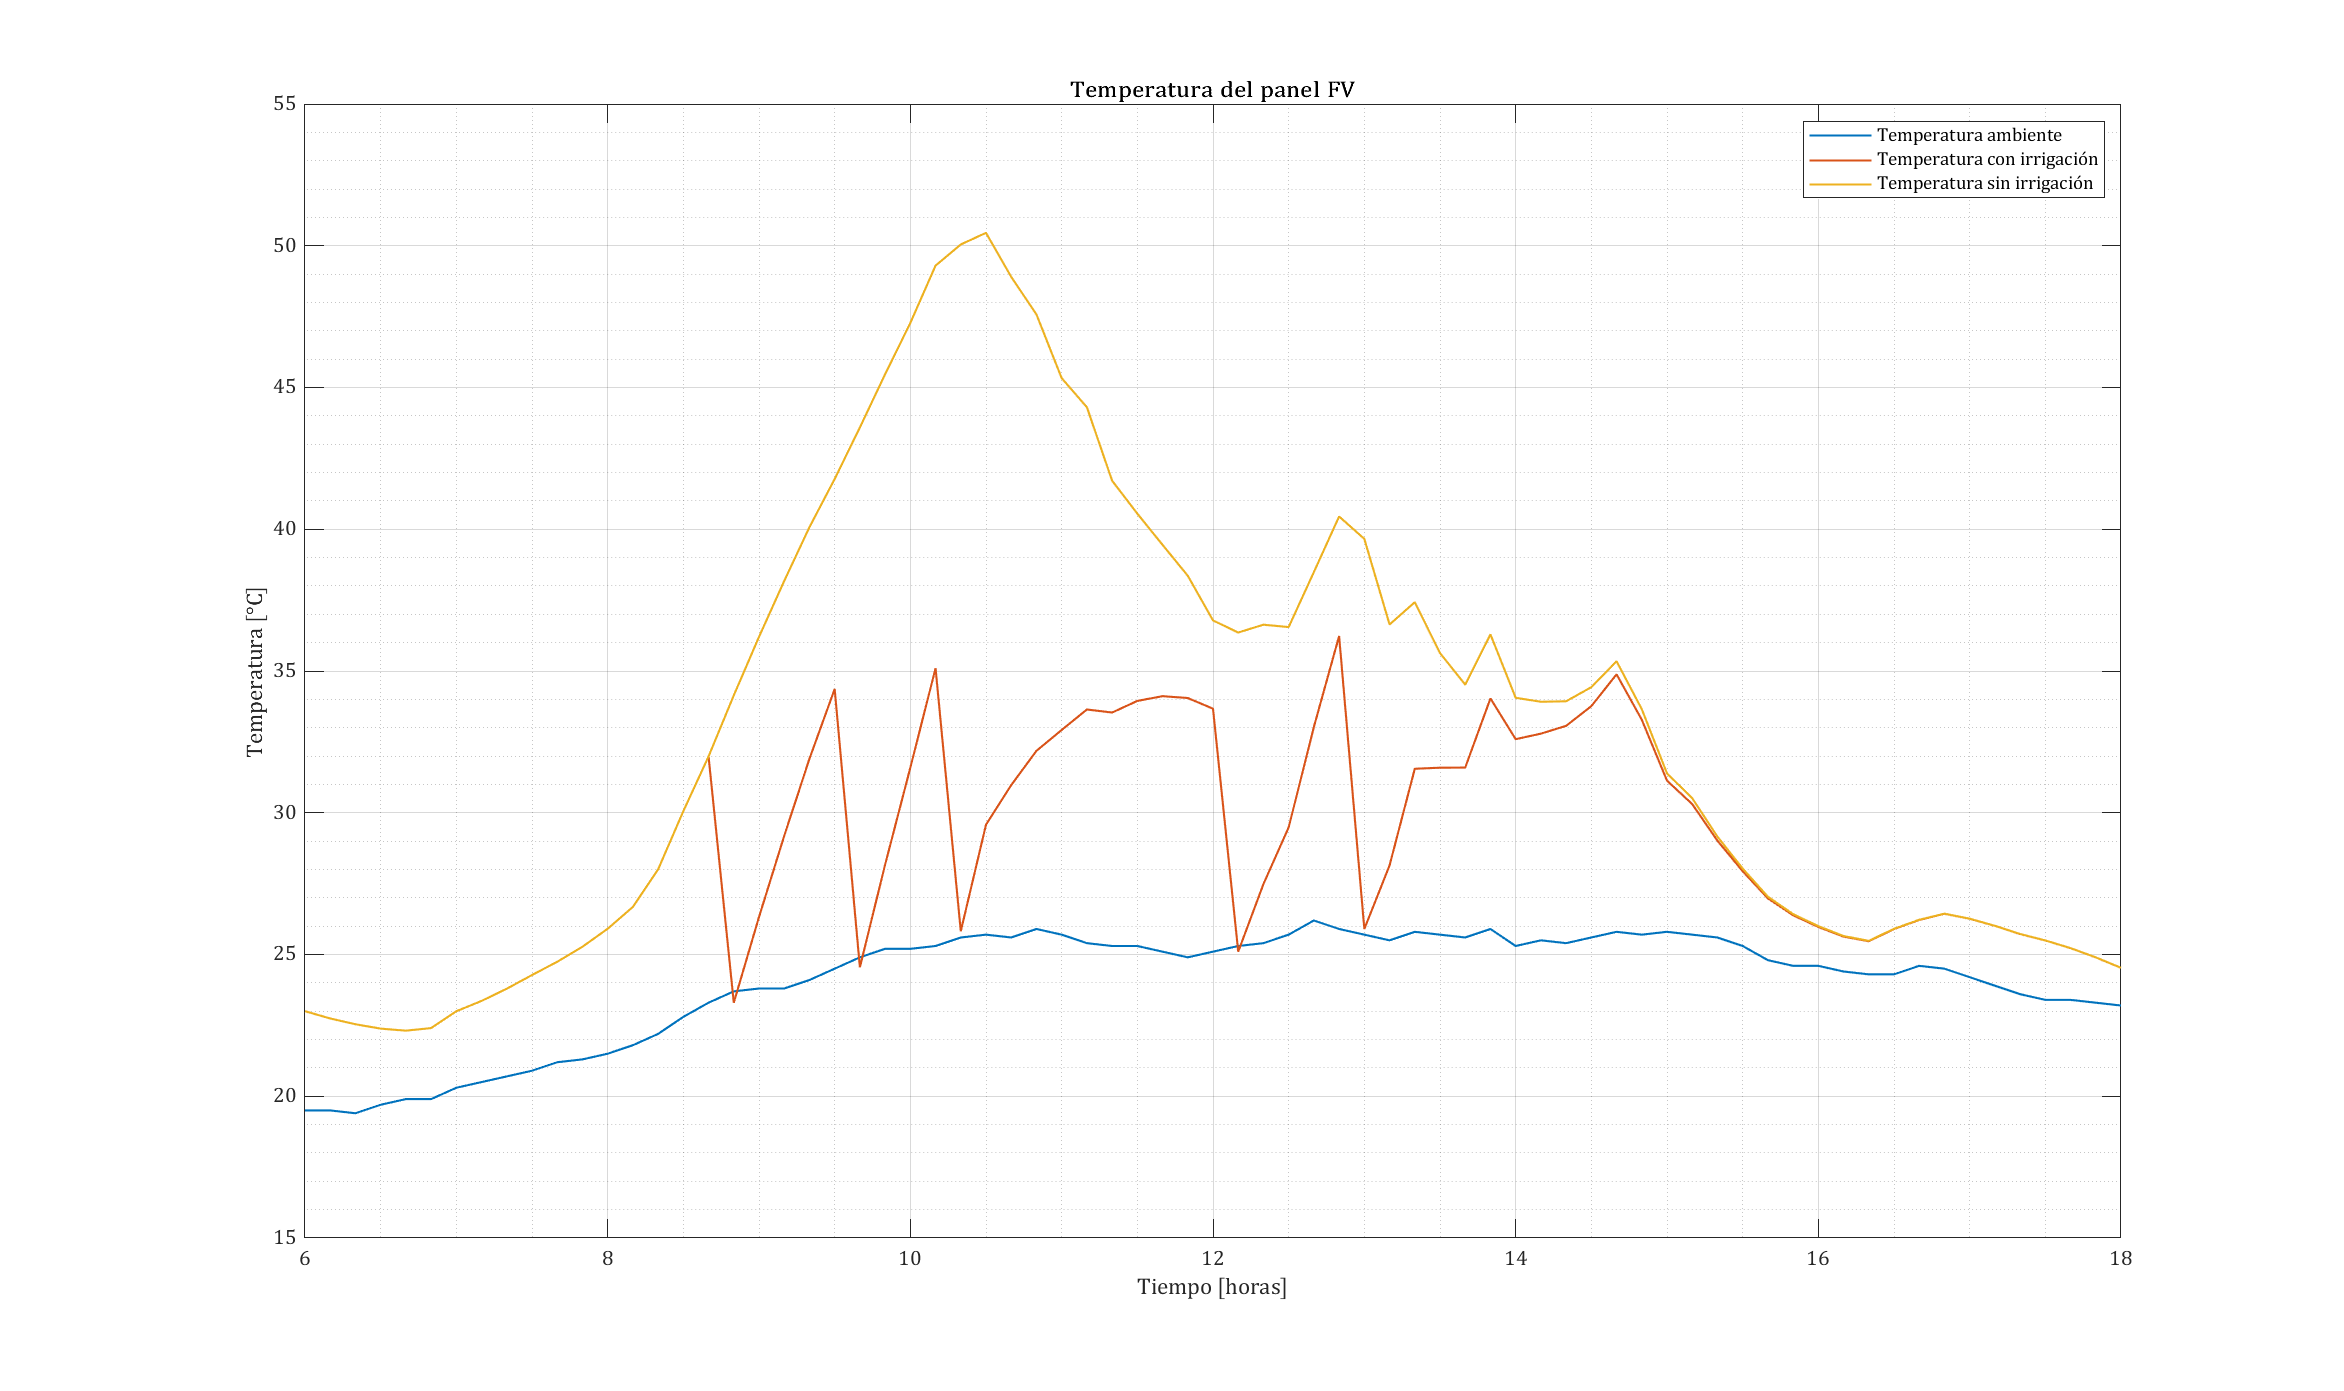 Temperatura del panel FV
Temperatura ambiente
Temperatura con irrigación
Temperatura sin irrigación
55
50
45
40
35
30
25
20
15
Temperatura [°C]
6 8 10 12 14 16 18
Tiempo [horas]